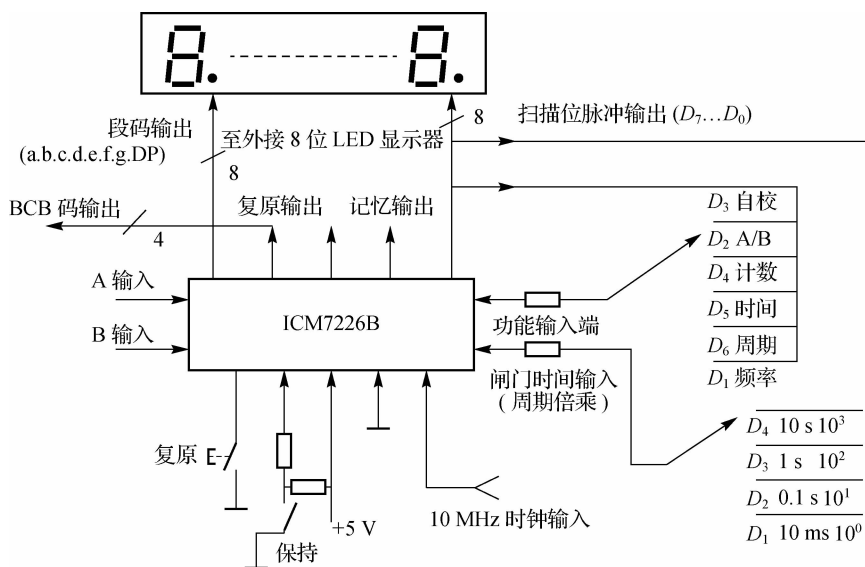 8. 8.
8
扫描位脉冲输出 (D₇…D₀)
段码输出
(a.b.c.d.e.f.g.DP)
至外接 8 位 LED 显示器
8
BCB 码输出
4
复原输出
记忆输出
D₃ 自校
D₂ A/B
D₄ 计数
D₅ 时间
D₆ 周期
D₁ 频率
A 输入
B 输入
ICM7226B
功能输入端
闸门时间输入
( 周期倍乘 )
D₄ 10 s 10³
D₃ 1 s 10²
D₂ 0.1 s 10¹
D₁ 10 ms 10⁰
复原
保持
+5 V
10 MHz 时钟输入